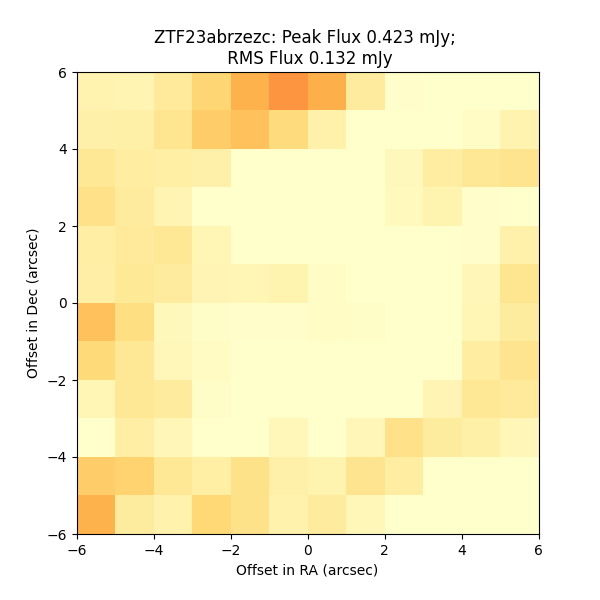 ZTF23abrzezc: Peak Flux 0.423 mJy;
RMS Flux 0.132 mJy
6
4
2
0
−2
−4
−6
Offset in Dec (arcsec)
−6 −4 −2 0 2 4 6
Offset in RA (arcsec)